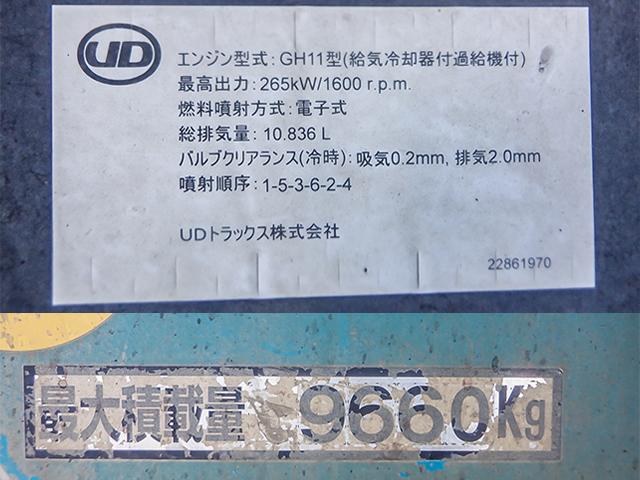 UD
エンジン型式: GH11型(給気冷却器付過給機付)
最高出力: 265kW/1600 r.p.m.
燃料噴射方式: 電子式
総排気量: 10.836 L
バルブクリアランス(冷時): 吸気0.2mm, 排気2.0mm
噴射順序: 1-5-3-6-2-4
UDトラックス株式会社
22861970
最大積載量 9660Kg